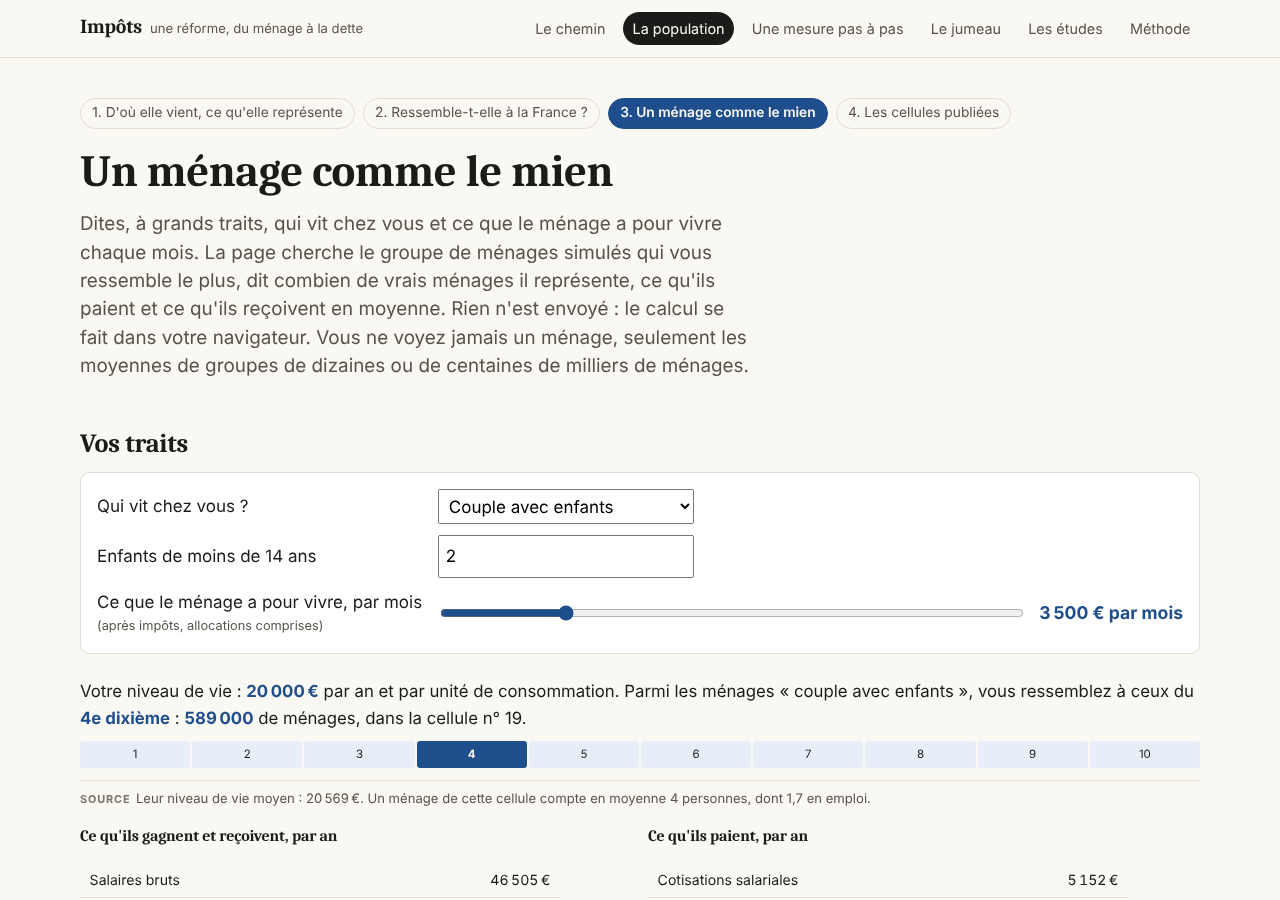 Impôts une réforme, du ménage à la dette
Le chemin
La population
Une mesure pas à pas
Le jumeau
Les études
Méthode
1. D'où elle vient, ce qu'elle représente
2. Ressemble-t-elle à la France ?
3. Un ménage comme le mien
4. Les cellules publiées
Un ménage comme le mien
Dites, à grands traits, qui vit chez vous et ce que le ménage a pour vivre
chaque mois. La page cherche le groupe de ménages simulés qui vous
ressemble le plus, dit combien de vrais ménages il représente, ce qu'ils
paient et ce qu'ils reçoivent en moyenne. Rien n'est envoyé : le calcul se
fait dans votre navigateur. Vous ne voyez jamais un ménage, seulement les
moyennes de groupes de dizaines ou de centaines de milliers de ménages.
Vos traits
Qui vit chez vous ?
Couple avec enfants
Enfants de moins de 14 ans
2
Ce que le ménage a pour vivre, par mois
(après impôts, allocations comprises)
3 500 € par mois
Votre niveau de vie : 20 000 € par an et par unité de consommation. Parmi les ménages « couple avec enfants », vous ressemblez à ceux du
4e dixième : 589 000 de ménages, dans la cellule n° 19.
1
2
3
4
5
6
7
8
9
10
SOURCE Leur niveau de vie moyen : 20 569 €. Un ménage de cette cellule compte en moyenne 4 personnes, dont 1,7 en emploi.
Ce qu'ils gagnent et reçoivent, par an
Salaires bruts 46 505 €
Ce qu'ils paient, par an
Cotisations salariales 5 152 €